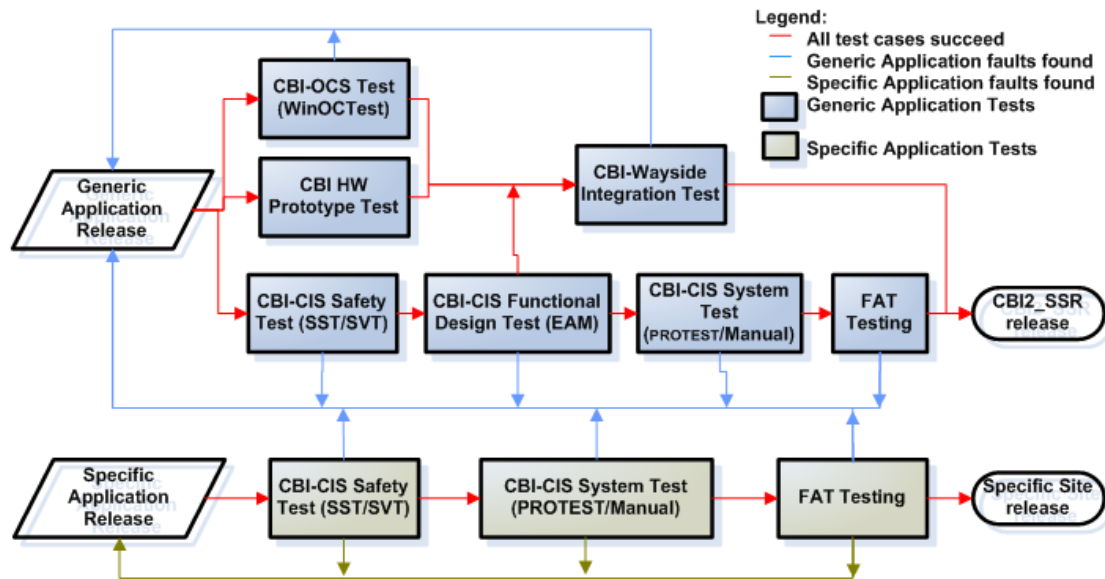 Legend:
All test cases succeed
Generic Application faults found
Specific Application faults found
Generic Application Tests
Specific Application Tests
CBI-OCS Test
(WinOCTest)
CBI HW
Prototype Test
CBI-Wayside
Integration Test
Generic
Application
Release
CBI-CIS Safety
Test (SST/SVT)
CBI-CIS Functional
Design Test (EAM)
CBI-CIS System
Test
(PROTEST/Manual)
FAT
Testing
CBI2_SSR
release
Specific
Application
Release
CBI-CIS Safety
Test (SST/SVT)
CBI-CIS System Test
(PROTEST/Manual)
FAT Testing
Specific Site
release